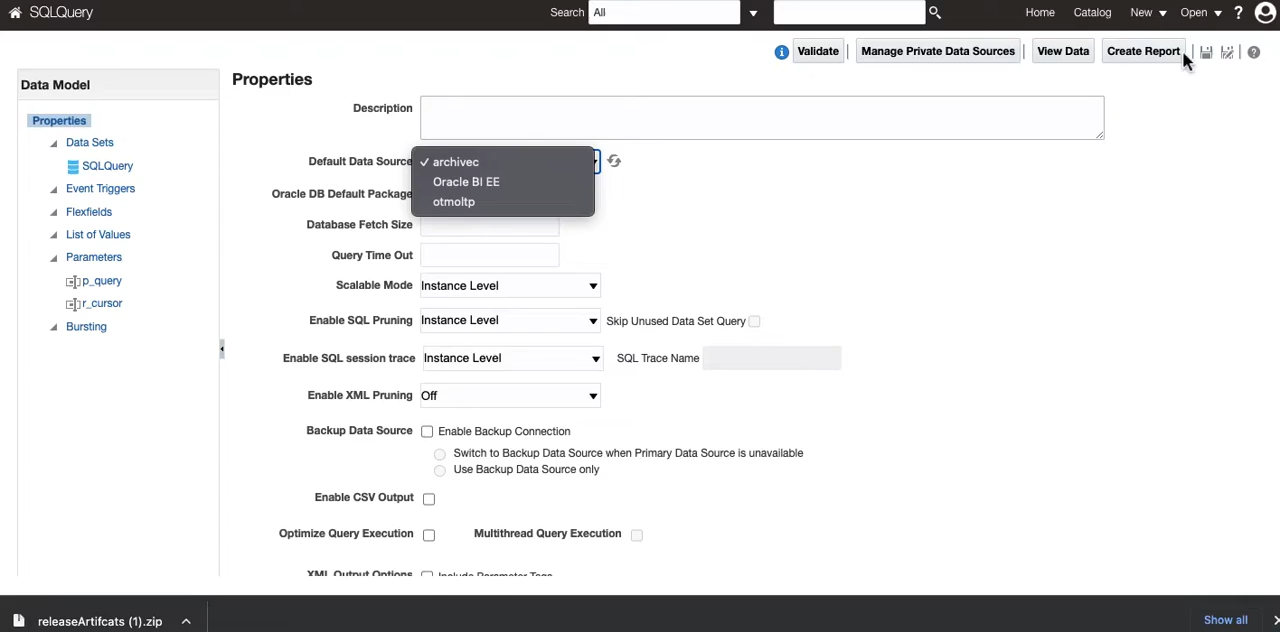 SQLQuery
Search All
Home Catalog New Open ?
Validate Manage Private Data Sources View Data Create Report
Data Model
Properties
Data Sets
SQLQuery
Event Triggers
Flexfields
List of Values
Parameters
p_query
r_cursor
Bursting
Properties
Description
Default Data Source
✓ archivec
Oracle BI EE
otmoltp
Oracle DB Default Package
Database Fetch Size
Query Time Out
Scalable Mode Instance Level
Enable SQL Pruning Instance Level Skip Unused Data Set Query
Enable SQL session trace Instance Level SQL Trace Name
Enable XML Pruning Off
Backup Data Source Enable Backup Connection
Switch to Backup Data Source when Primary Data Source is unavailable
Use Backup Data Source only
Enable CSV Output
Optimize Query Execution Multithread Query Execution
XML Output Options Include Parameter Tags
releaseArtifcats (1).zip
Show all